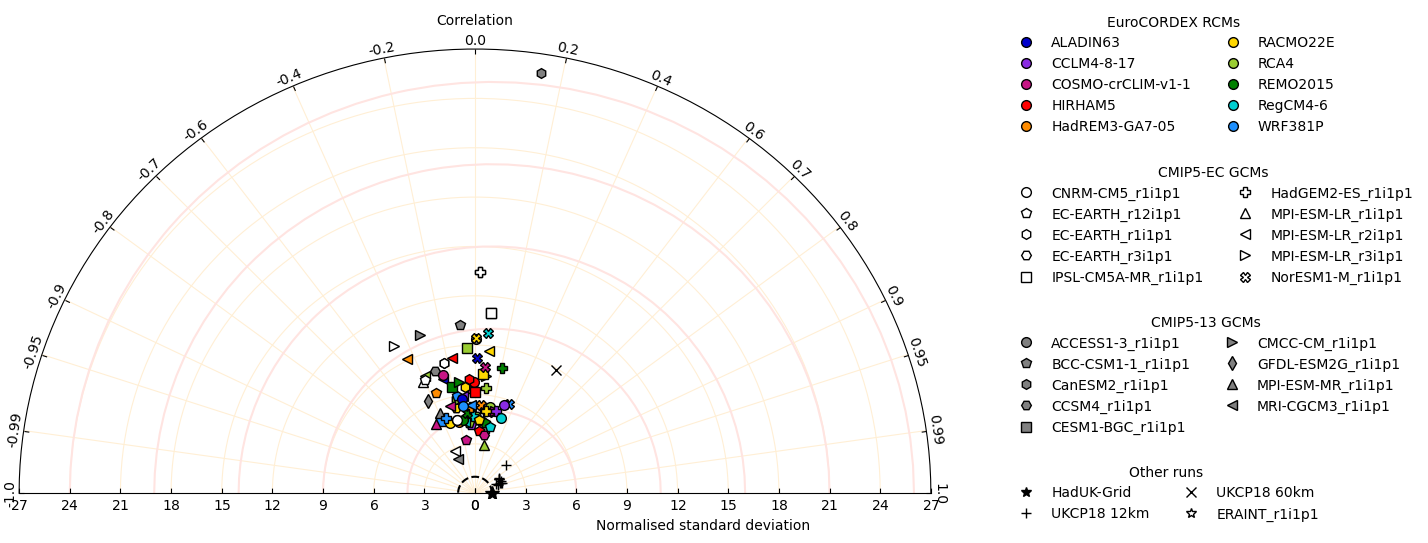 Correlation
0.0
-0.2
0.2
-0.4
0.4
-0.6
0.6
-0.7
0.7
-0.8
0.8
-0.9
0.9
-0.95
0.95
-0.99
0.99
-1.0
1.0
27 24 21 18 15 12 9 6 3 0 3 6 9 12 15 18 21 24 27
Normalised standard deviation
EuroCORDEX RCMs
ALADIN63 RACMO22E
CCLM4-8-17 RCA4
COSMO-crCLIM-v1-1 REMO2015
HIRHAM5 RegCM4-6
HadREM3-GA7-05 WRF381P
CMIP5-EC GCMs
CNRM-CM5_r1i1p1 HadGEM2-ES_r1i1p1
EC-EARTH_r12i1p1 MPI-ESM-LR_r1i1p1
EC-EARTH_r1i1p1 MPI-ESM-LR_r2i1p1
EC-EARTH_r3i1p1 MPI-ESM-LR_r3i1p1
IPSL-CM5A-MR_r1i1p1 NorESM1-M_r1i1p1
CMIP5-13 GCMs
ACCESS1-3_r1i1p1 CMCC-CM_r1i1p1
BCC-CSM1-1_r1i1p1 GFDL-ESM2G_r1i1p1
CanESM2_r1i1p1 MPI-ESM-MR_r1i1p1
CCSM4_r1i1p1 MRI-CGCM3_r1i1p1
CESM1-BGC_r1i1p1
Other runs
HadUK-Grid UKCP18 60km
UKCP18 12km ERAINT_r1i1p1